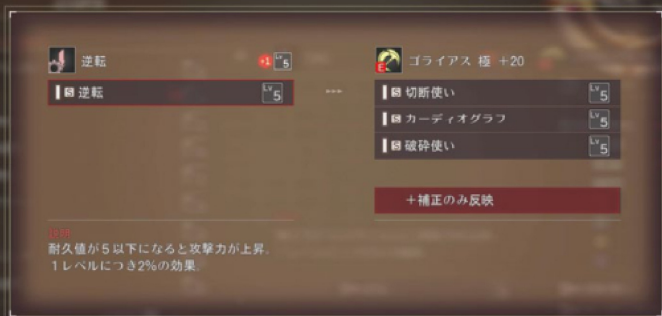 逆転 +1 Lv 5
S 逆転 Lv 5
ゴライアス 極 +20
E
S 切断使い Lv 5
S カーディオグラフ Lv 5
S 破砕使い Lv 5
+補正のみ反映
耐久値が5以下になると攻撃力が上昇.
1レベルにつき2%の効果.